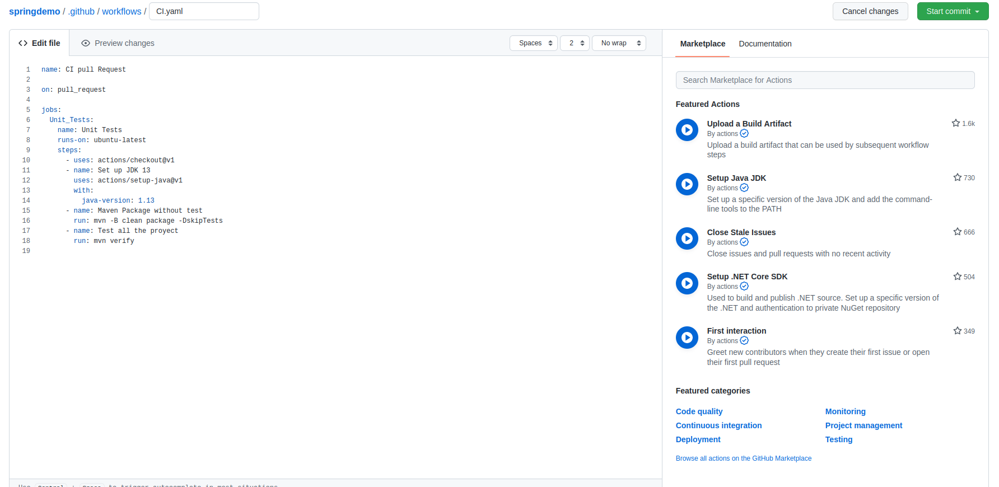 springdemo / .github / workflows / CI.yaml
Cancel changes
Start commit
Edit file
Preview changes
Spaces
2
No wrap
1 name: CI pull Request
2
3 on: pull_request
4
5 jobs:
6   Unit_Tests:
7     name: Unit Tests
8     runs-on: ubuntu-latest
9     steps:
10       - uses: actions/checkout@v1
11       - name: Set up JDK 13
12         uses: actions/setup-java@v1
13         with:
14           java-version: 1.13
15       - name: Maven Package without test
16         run: mvn -B clean package -DskipTests
17       - name: Test all the proyect
18         run: mvn verify
19
Use Control + Space to trigger autocomplete in most situations
Marketplace
Documentation
Search Marketplace for Actions
Featured Actions
Upload a Build Artifact
1.6k
By actions
Upload a build artifact that can be used by subsequent workflow
steps
Setup Java JDK
730
By actions
Set up a specific version of the Java JDK and add the command-
line tools to the PATH
Close Stale Issues
666
By actions
Close issues and pull requests with no recent activity
Setup .NET Core SDK
504
By actions
Used to build and publish .NET source. Set up a specific version of
the .NET and authentication to private NuGet repository
First interaction
349
By actions
Greet new contributors when they create their first issue or open
their first pull request
Featured categories
Code quality
Monitoring
Continuous integration
Project management
Deployment
Testing
Browse all actions on the GitHub Marketplace